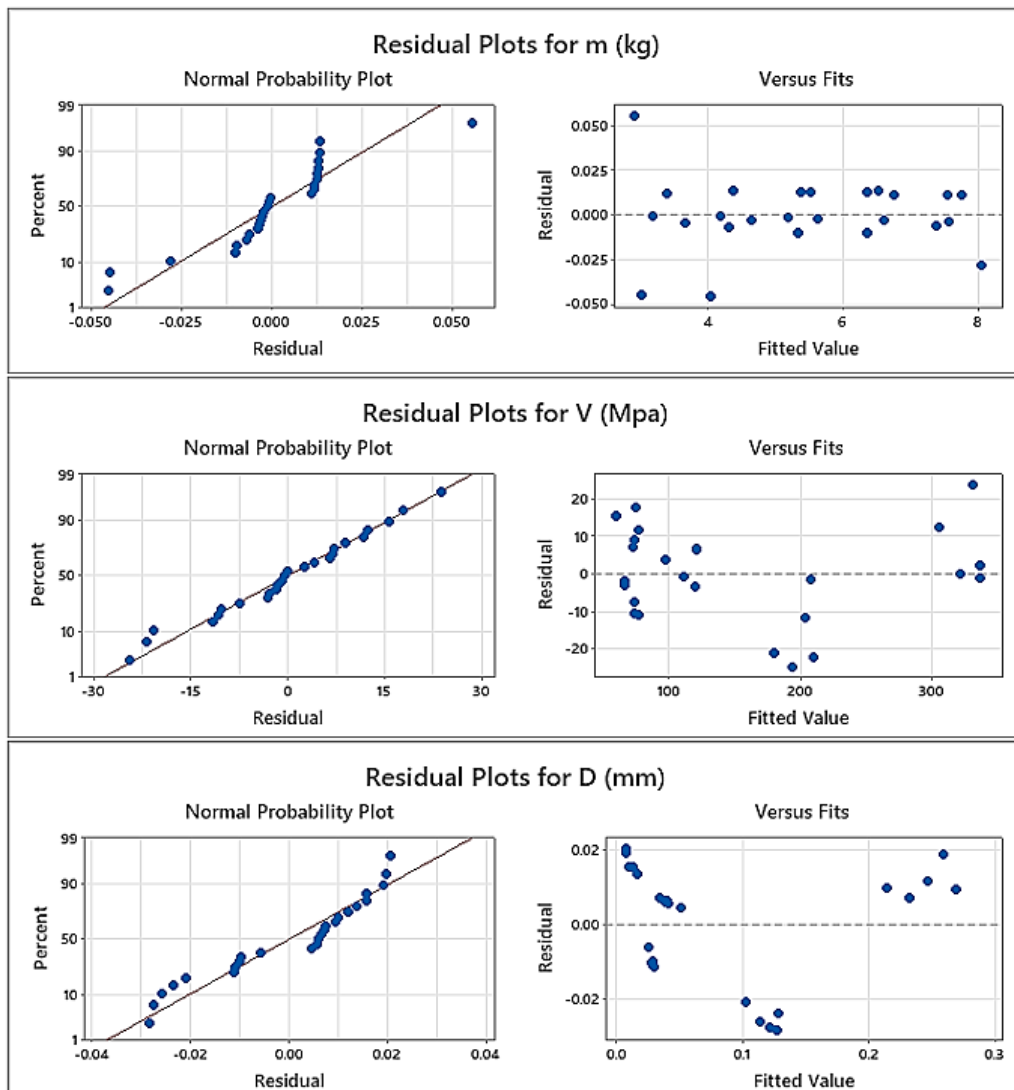 Residual Plots for m (kg)
Normal Probability Plot
Versus Fits
99
90
50
10
1
Percent
-0.050
-0.025
0.000
0.025
0.050
Residual
0.050
0.025
0.000
-0.025
-0.050
Residual
4
6
8
Fitted Value
Residual Plots for V (Mpa)
Normal Probability Plot
Versus Fits
99
90
50
10
1
Percent
-30
-15
0
15
30
Residual
20
10
0
-10
-20
Residual
100
200
300
Fitted Value
Residual Plots for D (mm)
Normal Probability Plot
Versus Fits
99
90
50
10
1
Percent
-0.04
-0.02
0.00
0.02
0.04
Residual
0.02
0.00
-0.02
Residual
0.0
0.1
0.2
0.3
Fitted Value